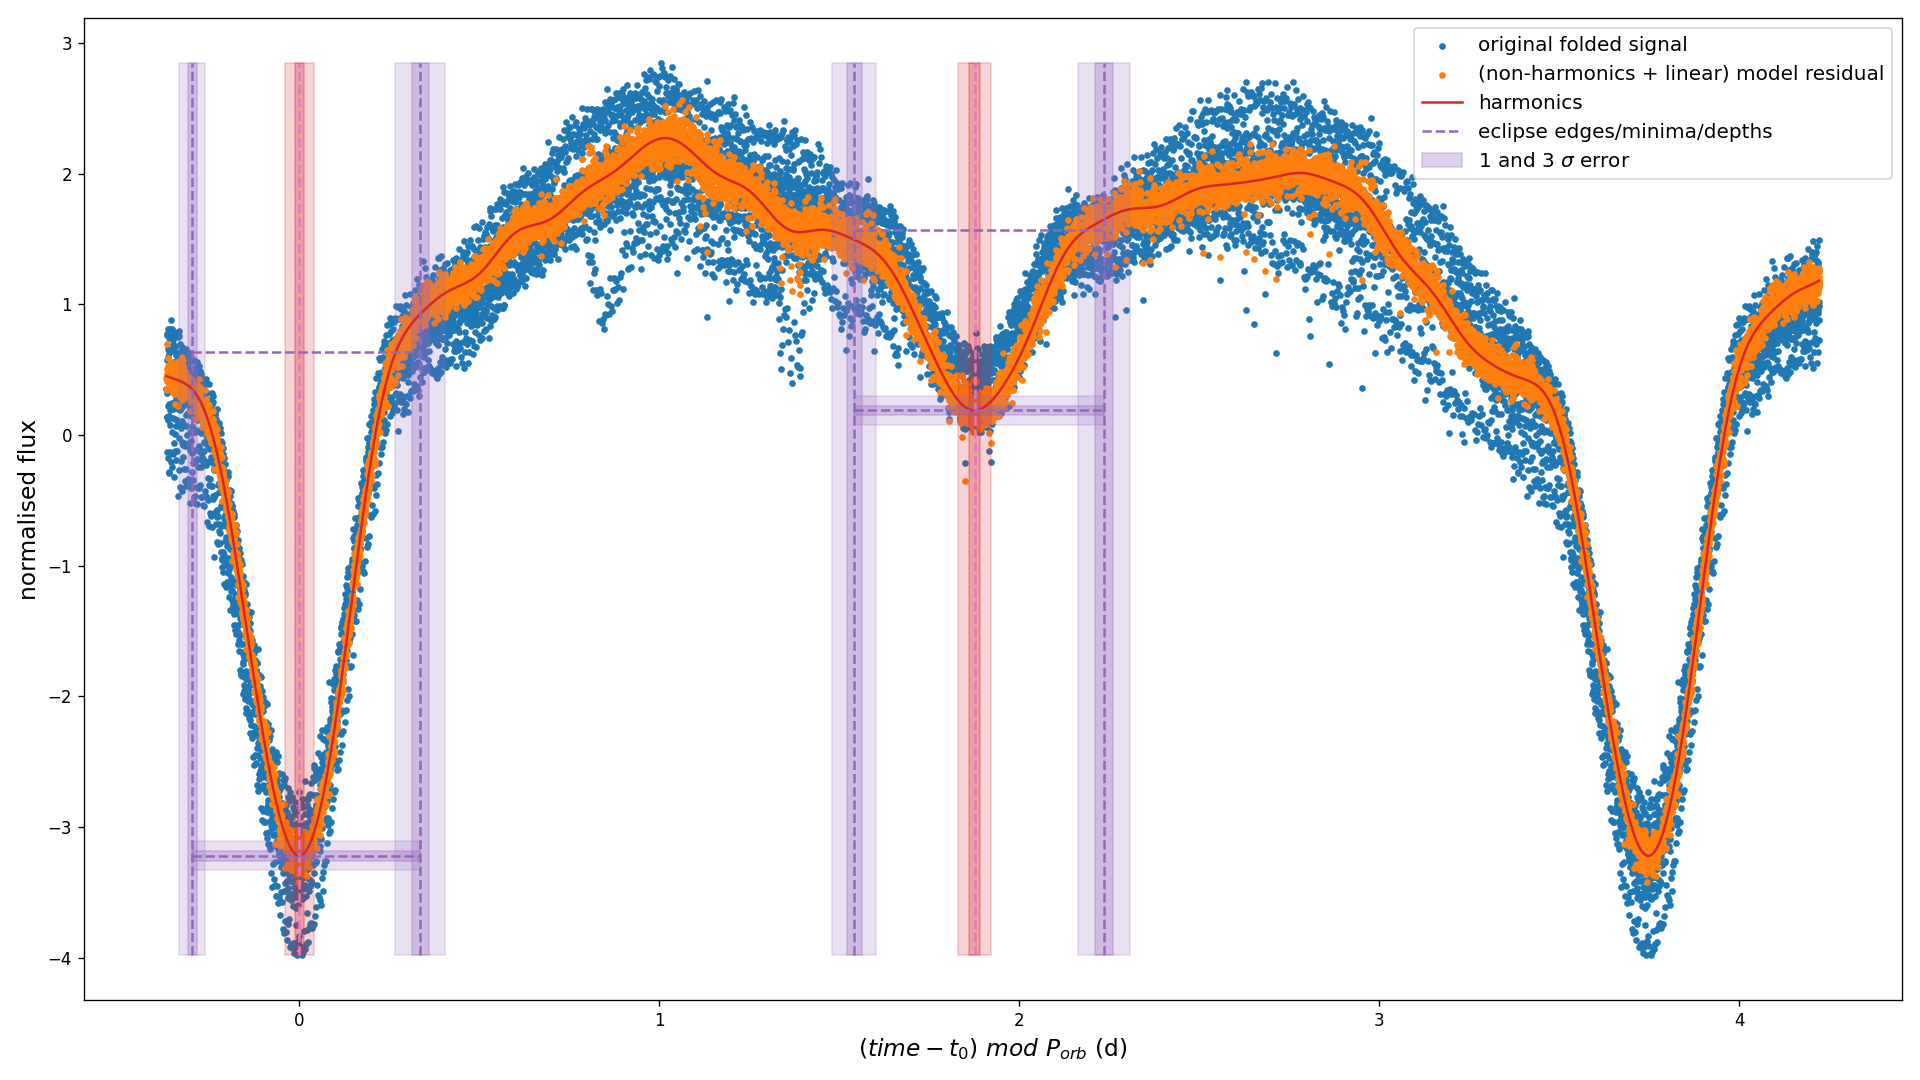 3
2
1
0
−1
−2
−3
−4
normalised flux
original folded signal
(non-harmonics + linear) model residual
harmonics
eclipse edges/minima/depths
1 and 3 σ error
0 1 2 3 4
(time − t₀) mod P_orb (d)